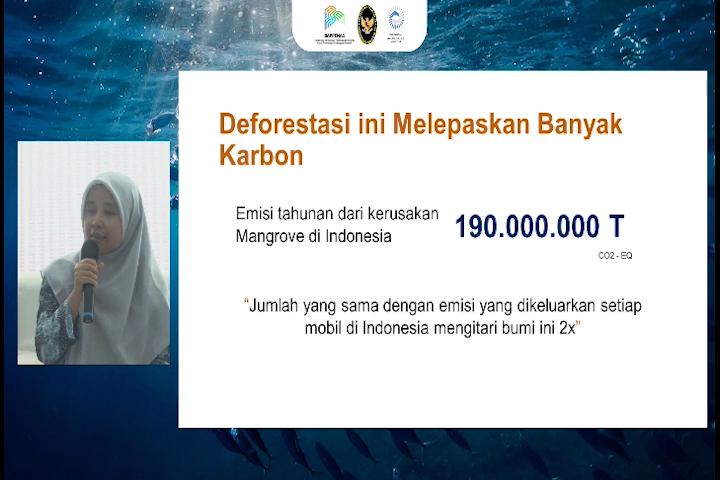 BAPPENAS
Deforestasi ini Melepaskan Banyak
Karbon
Emisi tahunan dari kerusakan
Mangrove di Indonesia
190.000.000 T
CO2 - EQ
“Jumlah yang sama dengan emisi yang dikeluarkan setiap
mobil di Indonesia mengitari bumi ini 2x”